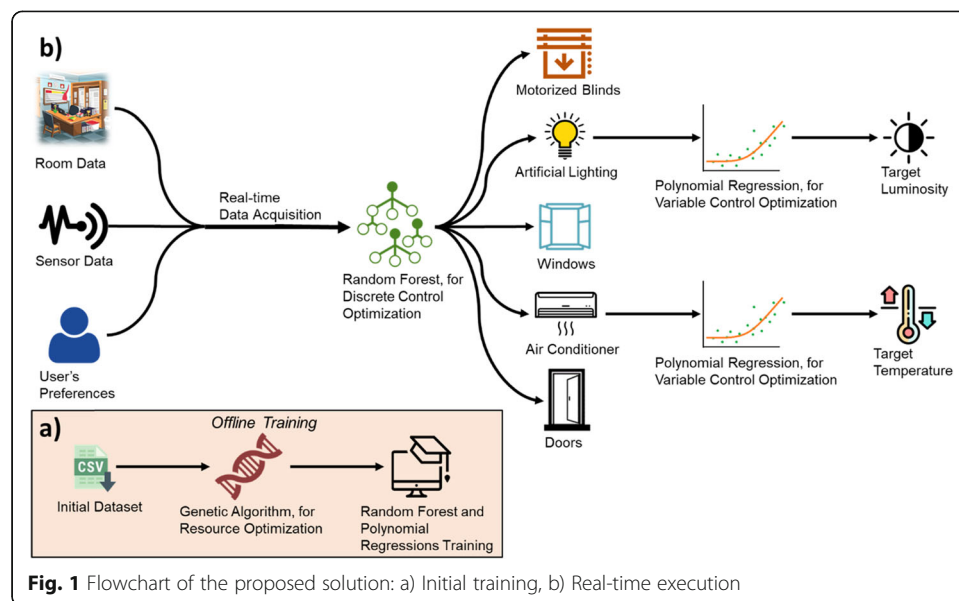 b)
Room Data
Sensor Data
User's
Preferences
Real-time
Data Acquisition
Random Forest, for
Discrete Control
Optimization
Motorized Blinds
Artificial Lighting
Polynomial Regression, for
Variable Control Optimization
Target
Luminosity
Windows
Air Conditioner
Polynomial Regression, for
Variable Control Optimization
Target
Temperature
Doors
a)
Offline Training
CSV
Initial Dataset
Genetic Algorithm, for
Resource Optimization
Random Forest and
Polynomial
Regressions Training
Fig. 1 Flowchart of the proposed solution: a) Initial training, b) Real-time execution